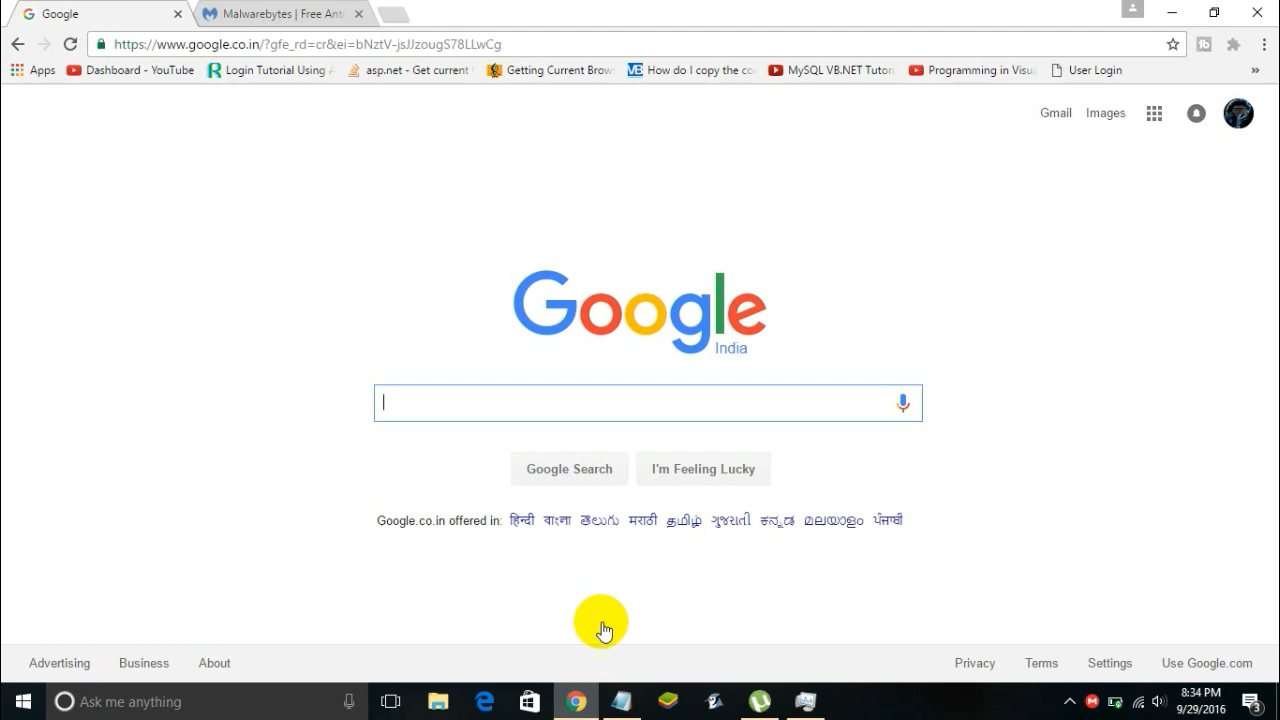 Google
Malwarebytes | Free Anti
https://www.google.co.in/?gfe_rd=cr&ei=bNztV-jsJJzougS78LLwCg
Apps Dashboard - YouTube Login Tutorial Using asp.net - Get current Getting Current Brow How do I copy the co MySQL VB.NET Tutori Programming in Visu User Login »
Gmail Images
Google
India
Google Search I'm Feeling Lucky
Google.co.in offered in: हिन्दी বাংলা తెలుగు मराठी தமிழ் ગુજરાતી ಕನ್ನಡ മലയാളം ਪੰਜਾਬੀ
Advertising Business About Privacy Terms Settings Use Google.com
Ask me anything
8:34 PM
9/29/2016
3